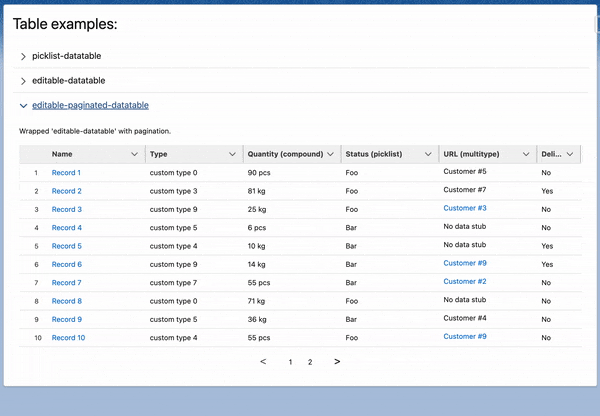 Table examples:
picklist-datatable
editable-datatable
editable-paginated-datatable
Wrapped 'editable-datatable' with pagination.
Name Type Quantity (compound) Status (picklist) URL (multitype) Deli...
1 Record 1 custom type 0 90 pcs Foo Customer #5 No
2 Record 2 custom type 3 81 kg Foo Customer #7 Yes
3 Record 3 custom type 9 25 kg Foo Customer #3 No
4 Record 4 custom type 5 6 pcs Bar No data stub No
5 Record 5 custom type 4 10 kg Bar No data stub Yes
6 Record 6 custom type 9 14 kg Bar Customer #9 Yes
7 Record 7 custom type 7 55 pcs Bar Customer #2 No
8 Record 8 custom type 0 71 kg Foo No data stub No
9 Record 9 custom type 5 36 kg Bar Customer #4 No
10 Record 10 custom type 4 55 pcs Foo Customer #9 No
< 1 2 >